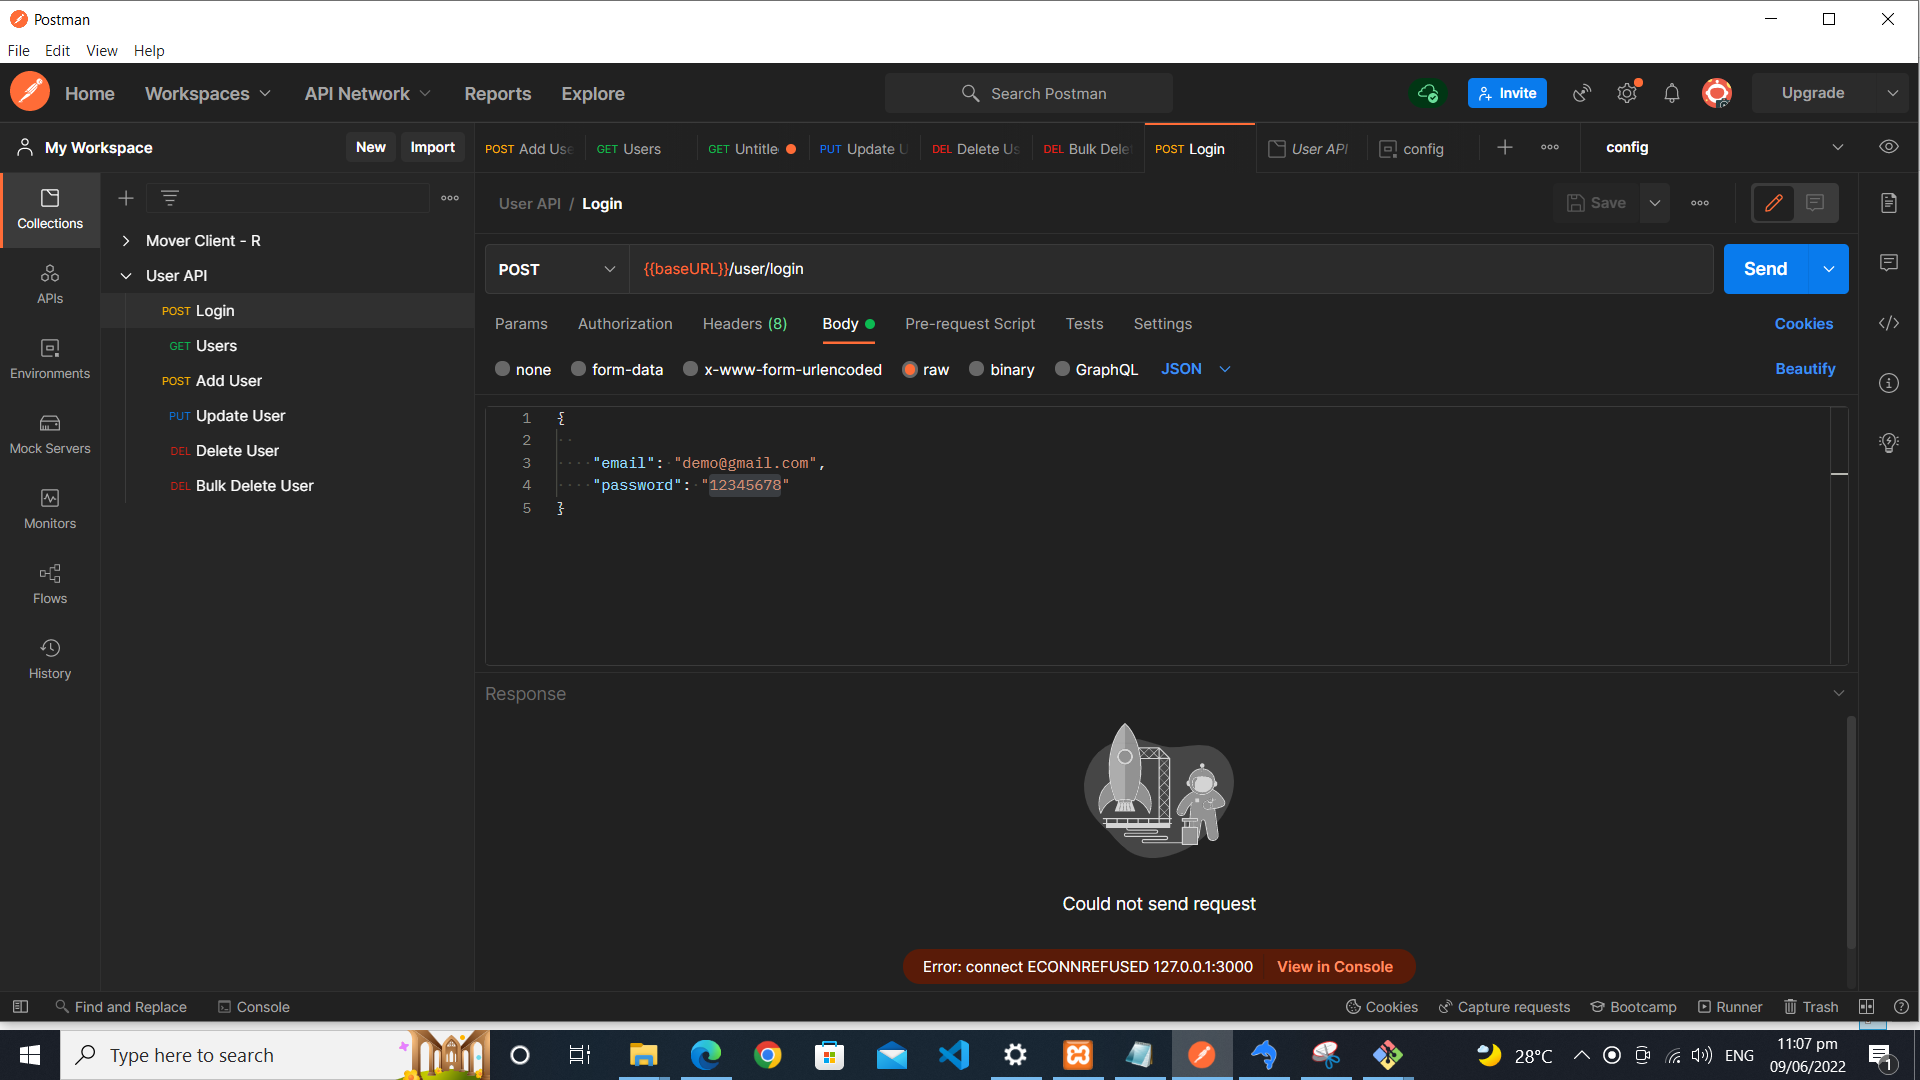 Postman
File Edit View Help
Home Workspaces API Network Reports Explore Search Postman Invite Upgrade
My Workspace New Import
POST Add Use GET Users GET Untitle PUT Update U DEL Delete Us DEL Bulk Delet POST Login User API config config
Collections
APIs
Environments
Mock Servers
Monitors
Flows
History
Mover Client - R
User API
POST Login
GET Users
POST Add User
PUT Update User
DEL Delete User
DEL Bulk Delete User
User API / Login Save
POST {{baseURL}}/user/login Send
Params Authorization Headers (8) Body Pre-request Script Tests Settings Cookies
none form-data x-www-form-urlencoded raw binary GraphQL JSON Beautify
1 {
2
3 "email": "demo@gmail.com",
4 "password": "12345678"
5 }
Response
Could not send request
Error: connect ECONNREFUSED 127.0.0.1:3000 View in Console
Find and Replace Console Cookies Capture requests Bootcamp Runner Trash
Type here to search 28°C ENG 11:07 pm
09/06/2022 1